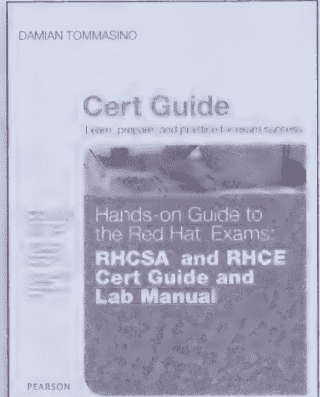 DAMIAN TOMMASINO
Cert Guide
Learn, prepare, and practice for exam success
Hands-on Guide to
the Red Hat Exams:
RHCSA and RHCE
Cert Guide and
Lab Manual
PEARSON